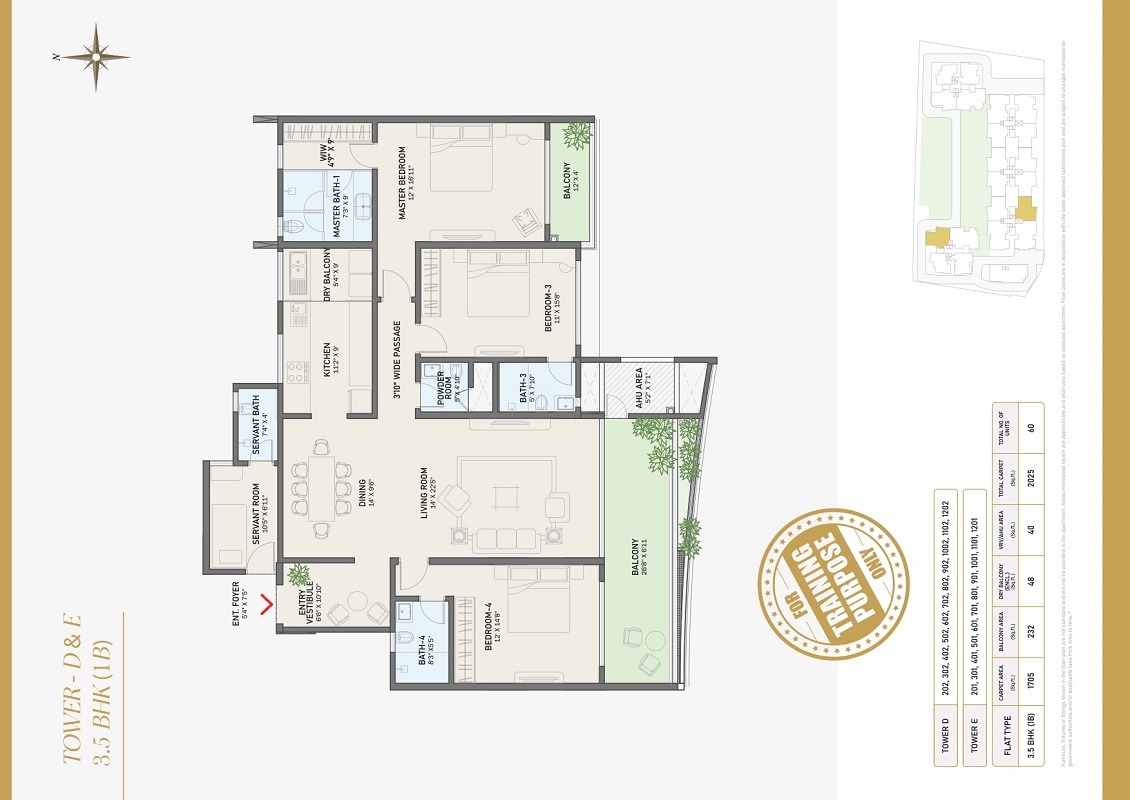 TOWER - D & E
3.5 BHK (1B)
N
WIW
4'9" X 9'
MASTER BATH-1
7'3" X 9'
MASTER BEDROOM
12' X 16'11"
BALCONY
12' X 4'
DRY BALCONY
5'4" X 9'
KITCHEN
11'2" X 9'
3'10" WIDE PASSAGE
BEDROOM-3
11' X 15'8"
POWDER
ROOM
5' X 4'10"
BATH-3
5' X 7'10"
AHU AREA
5'2" X 7'1"
SERVANT BATH
7'4" X 4'
SERVANT ROOM
10'5" X 6'11"
DINING
14' X 9'6"
LIVING ROOM
14' X 22'5"
BALCONY
26'8" X 6'11
ENT. FOYER
5'4" X 7'5"
ENTRY
VESTIBULE
6'6" X 10'10"
BATH-4
8'3" X5'5"
BEDROOM-4
12' X 14'8"
FOR
TRAINING
PURPOSE
ONLY
TOWER D 202, 302, 402, 502, 602, 702, 802, 902, 1002, 1102, 1202
TOWER E 201, 301, 401, 501, 601, 701, 801, 901, 1001, 1101, 1201
FLAT TYPE CARPET AREA (Sq.ft.) BALCONY AREA (Sq.ft.) DRY BALCONY (ENCL.) (Sq.ft.) VRV/AHU AREA (Sq.ft.) TOTAL CARPET (Sq.ft.) TOTAL NO. OF UNITS
3.5 BHK (1B) 1705 232 48 40 2025 60